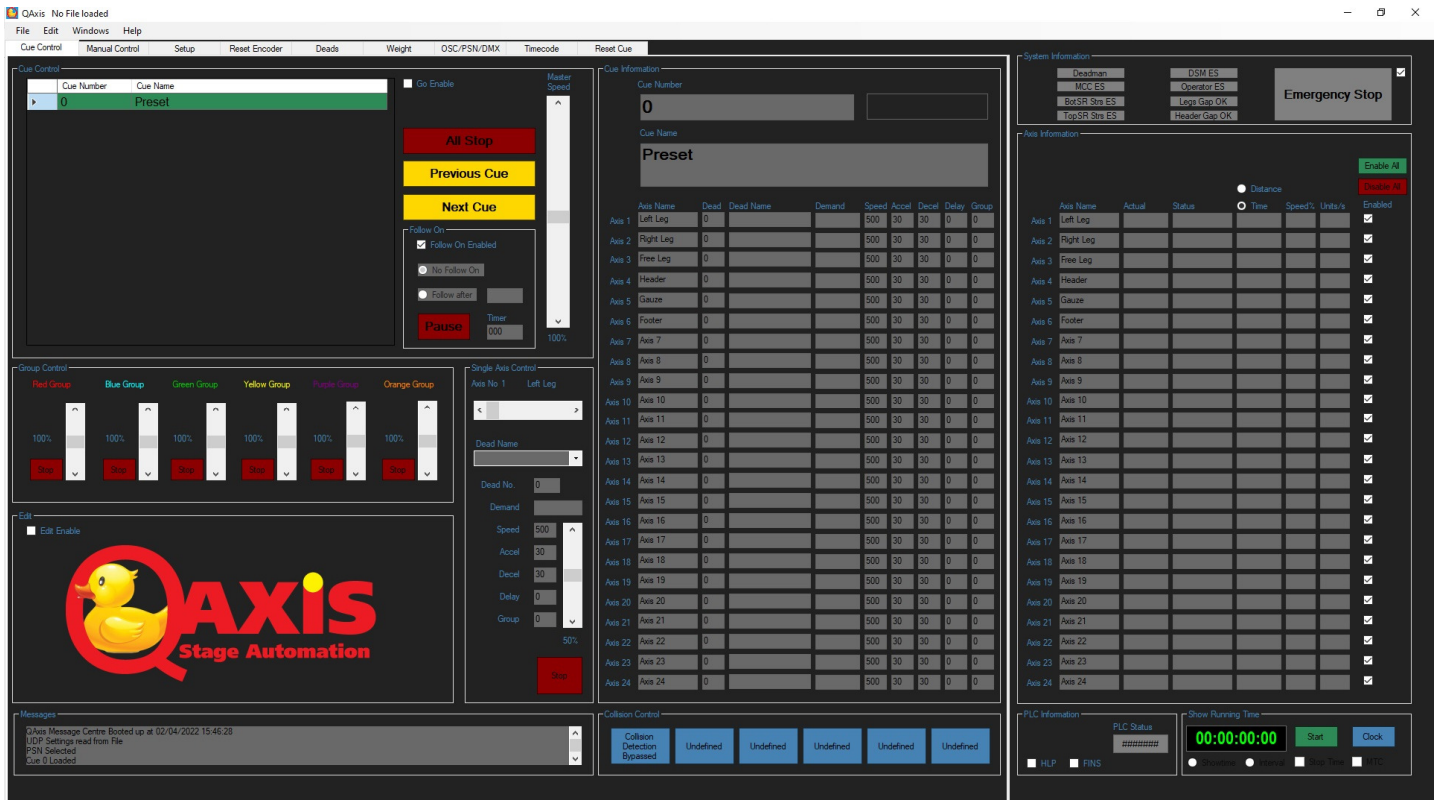 QAxis No File loaded
File Edit Windows Help
Cue Control Manual Control Setup Reset Encoder Deads Weight OSC/PSN/DMX Timecode Reset Cue
Cue Control
Cue Number Cue Name
0 Preset
Go Enable
Master Speed
All Stop
Previous Cue
Next Cue
Follow On
Follow On Enabled
No Follow On
Follow after
Pause
Timer
000
100%
Group Control
Red Group Blue Group Green Group Yellow Group Purple Group Orange Group
100% 100% 100% 100% 100% 100%
Stop Stop Stop Stop Stop Stop
Single Axis Control
Axis No 1 Left Leg
Dead Name
Dead No. 0
Demand
Speed 500
Accel 30
Decel 30
Delay 0
Group 0
50%
Stop
Edit
Edit Enable
QAXiS
Stage Automation
Messages
QAxis Message Centre Booted up at 02/04/2022 15:46:28
UDP Settings read from File
PSN Selected
Cue 0 Loaded
Cue Information
Cue Number
0
Cue Name
Preset
Axis Name Dead Dead Name Demand Speed Accel Decel Delay Group
Axis 1 Left Leg 0 500 30 30 0 0
Axis 2 Right Leg 0 500 30 30 0 0
Axis 3 Free Leg 0 500 30 30 0 0
Axis 4 Header 0 500 30 30 0 0
Axis 5 Gauze 0 500 30 30 0 0
Axis 6 Footer 0 500 30 30 0 0
Axis 7 Axis 7 0 500 30 30 0 0
Axis 8 Axis 8 0 500 30 30 0 0
Axis 9 Axis 9 0 500 30 30 0 0
Axis 10 Axis 10 0 500 30 30 0 0
Axis 11 Axis 11 0 500 30 30 0 0
Axis 12 Axis 12 0 500 30 30 0 0
Axis 13 Axis 13 0 500 30 30 0 0
Axis 14 Axis 14 0 500 30 30 0 0
Axis 15 Axis 15 0 500 30 30 0 0
Axis 16 Axis 16 0 500 30 30 0 0
Axis 17 Axis 17 0 500 30 30 0 0
Axis 18 Axis 18 0 500 30 30 0 0
Axis 19 Axis 19 0 500 30 30 0 0
Axis 20 Axis 20 0 500 30 30 0 0
Axis 21 Axis 21 0 500 30 30 0 0
Axis 22 Axis 22 0 500 30 30 0 0
Axis 23 Axis 23 0 500 30 30 0 0
Axis 24 Axis 24 0 500 30 30 0 0
Collision Control
Collision Detection Bypassed
Undefined Undefined Undefined Undefined Undefined
System Information
Deadman DSM ES
MCC ES Operator ES
BotSR Strs ES Legs Gap OK
TopSR Strs ES Header Gap OK
Emergency Stop
Axis Information
Enable All
Disable All
Distance
Axis Name Actual Status Time Speed% Units/s Enabled
Axis 1 Left Leg
Axis 2 Right Leg
Axis 3 Free Leg
Axis 4 Header
Axis 5 Gauze
Axis 6 Footer
Axis 7 Axis 7
Axis 8 Axis 8
Axis 9 Axis 9
Axis 10 Axis 10
Axis 11 Axis 11
Axis 12 Axis 12
Axis 13 Axis 13
Axis 14 Axis 14
Axis 15 Axis 15
Axis 16 Axis 16
Axis 17 Axis 17
Axis 18 Axis 18
Axis 19 Axis 19
Axis 20 Axis 20
Axis 21 Axis 21
Axis 22 Axis 22
Axis 23 Axis 23
Axis 24 Axis 24
PLC Information
PLC Status
#######
HLP FINS
Show Running Time
00:00:00:00 Start Clock
Showtime Interval Stop Time MTC